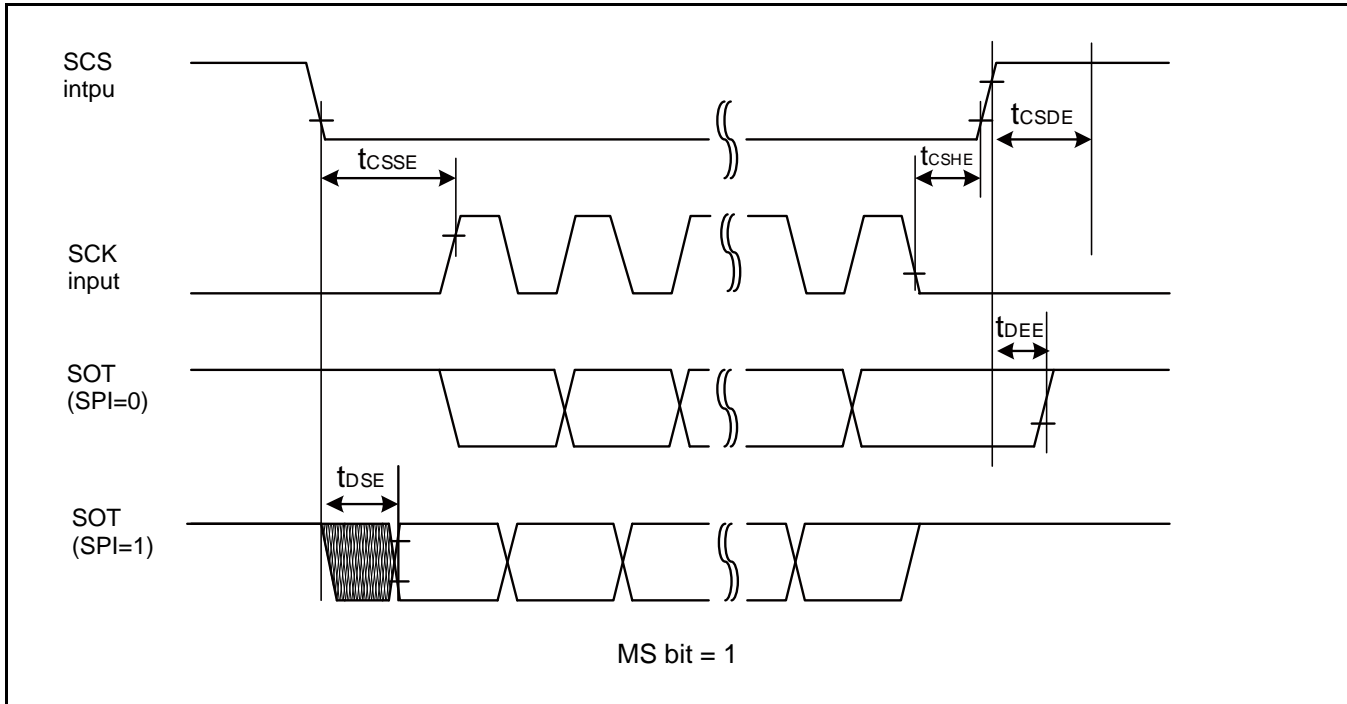 SCS
intpu
tCSDE
tCSSE
tCSHE
SCK
input
tDEE
SOT
(SPI=0)
tDSE
SOT
(SPI=1)
MS bit = 1